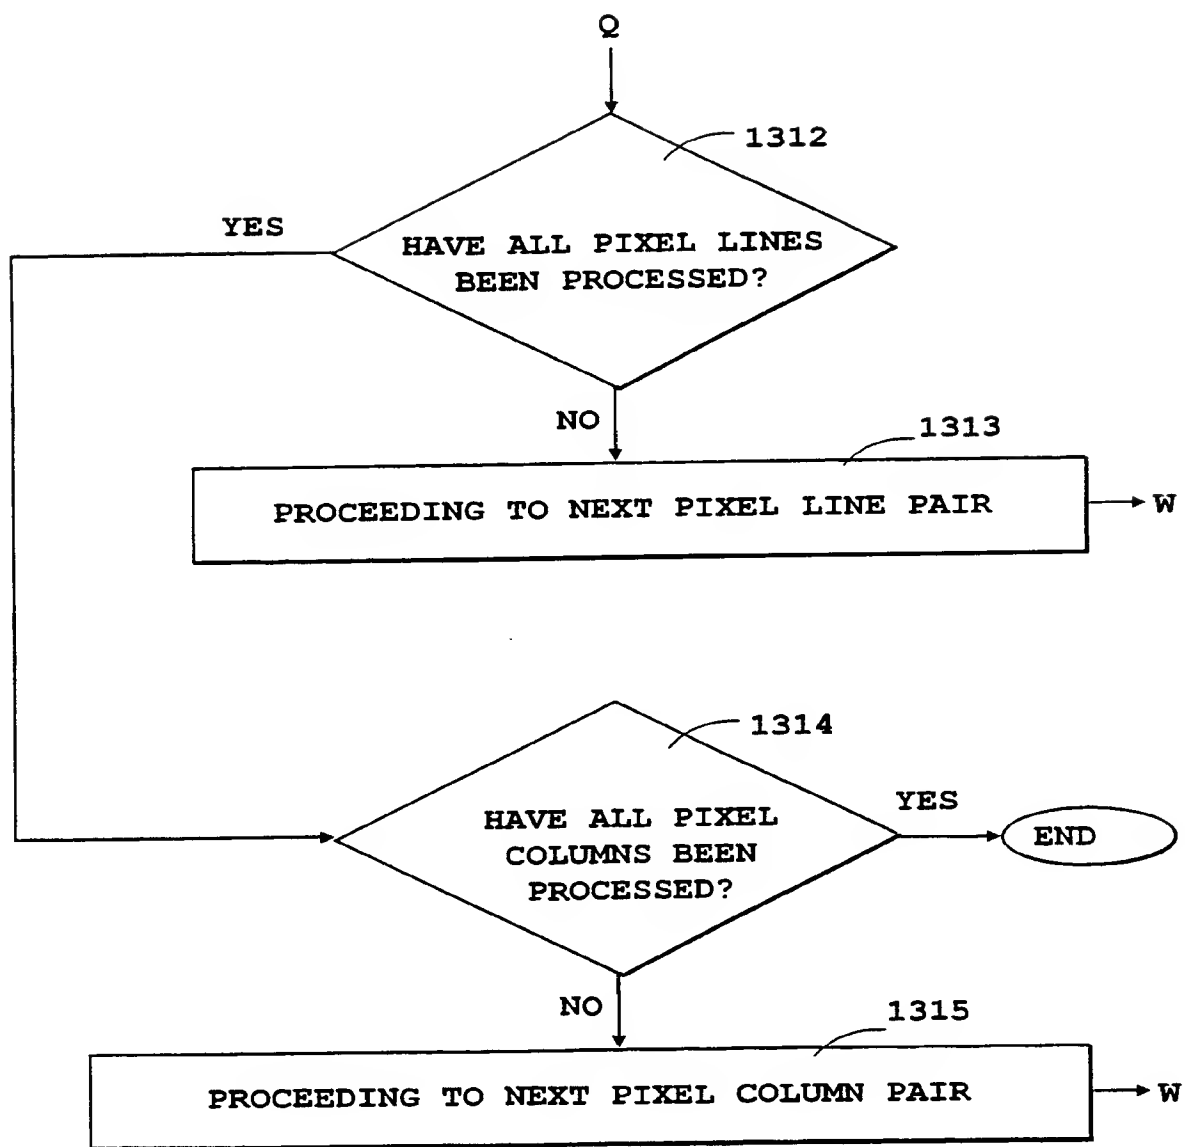 Q
1312
YES
HAVE ALL PIXEL LINES
BEEN PROCESSED?
NO
1313
PROCEEDING TO NEXT PIXEL LINE PAIR
W
1314
HAVE ALL PIXEL
COLUMNS BEEN
PROCESSED?
YES
END
NO
1315
PROCEEDING TO NEXT PIXEL COLUMN PAIR
W